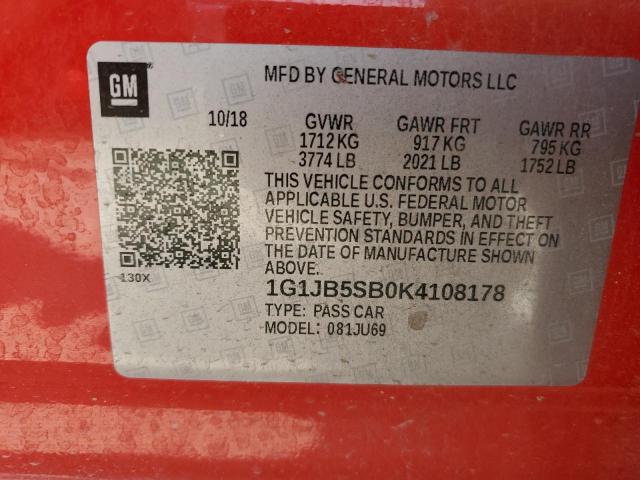 GM
MFD BY GENERAL MOTORS LLC
10/18 GVWR GAWR FRT GAWR RR
1712 KG 917 KG 795 KG
3774 LB 2021 LB 1752 LB
THIS VEHICLE CONFORMS TO ALL
APPLICABLE U.S. FEDERAL MOTOR
VEHICLE SAFETY, BUMPER, AND THEFT
PREVENTION STANDARDS IN EFFECT ON
THE DATE OF MANUFACTURE SHOWN
ABOVE.
130X
1G1JB5SB0K4108178
TYPE: PASS CAR
MODEL: 081JU69